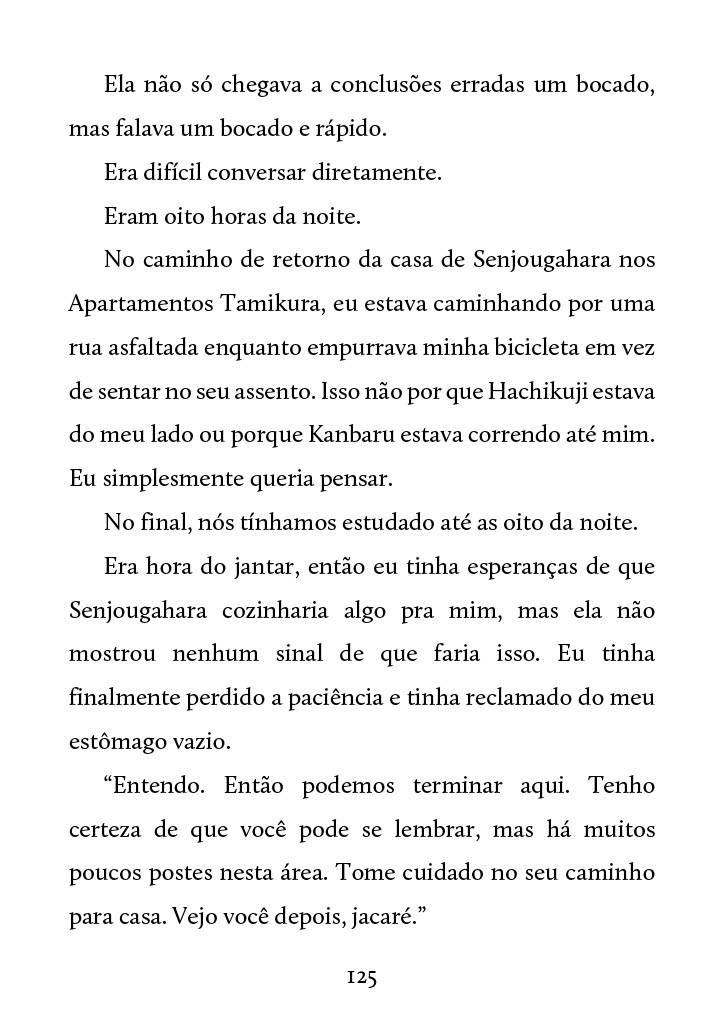 Ela não só chegava a conclusões erradas um bocado,
mas falava um bocado e rápido.
Era difícil conversar diretamente.
Eram oito horas da noite.
No caminho de retorno da casa de Senjougahara nos
Apartamentos Tamikura, eu estava caminhando por uma
rua asfaltada enquanto empurrava minha bicicleta em vez
de sentar no seu assento. Isso não por que Hachikuji estava
do meu lado ou porque Kanbaru estava correndo até mim.
Eu simplesmente queria pensar.
No final, nós tínhamos estudado até as oito da noite.
Era hora do jantar, então eu tinha esperanças de que
Senjougahara cozinharia algo pra mim, mas ela não
mostrou nenhum sinal de que faria isso. Eu tinha
finalmente perdido a paciência e tinha reclamado do meu
estômago vazio.
“Entendo. Então podemos terminar aqui. Tenho
certeza de que você pode se lembrar, mas há muitos
poucos postes nesta área. Tome cuidado no seu caminho
para casa. Vejo você depois, jacaré.”
125